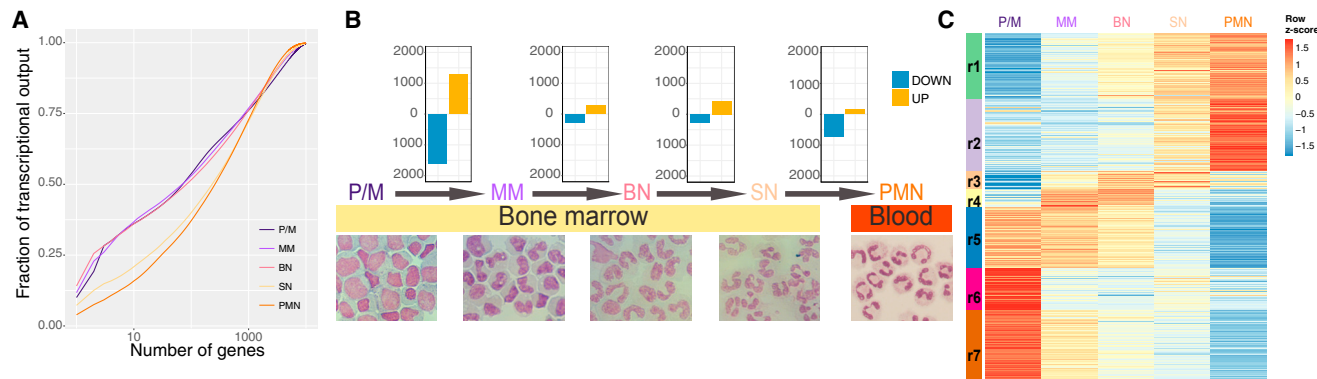 A
1.00
0.75
0.50
0.25
0.00
Fraction of transcriptional output
P/M
MM
BN
SN
PMN
10
1000
Number of genes
B
2000
1000
0
1000
2000
2000
1000
0
1000
2000
2000
1000
0
1000
2000
2000
1000
0
1000
2000
DOWN
UP
P/M
MM
BN
SN
PMN
Bone marrow
Blood
C
P/M
MM
BN
SN
PMN
r1
r2
r3
r4
r5
r6
r7
Row
z-score
1.5
1
0.5
0
−0.5
−1
−1.5